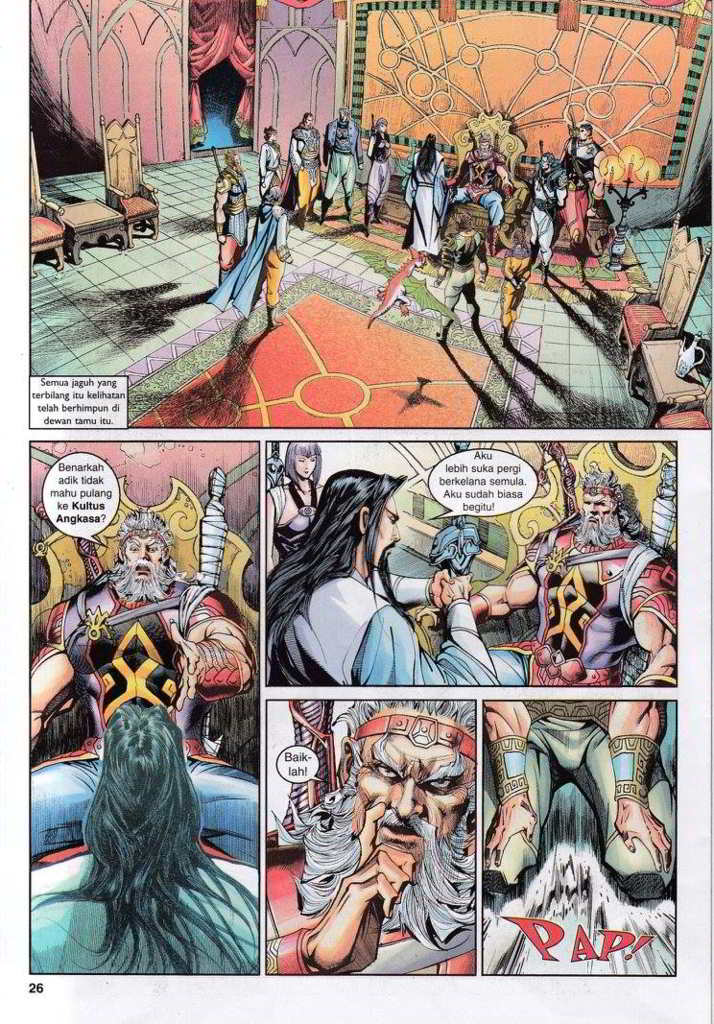 Semua jaguh yang
terbilang itu kelihatan
telah berhimpun di
dewan tamu itu.
Benarkah
adik tidak
mahu pulang
ke Kultus
Angkasa?
Aku
lebih suka pergi
berkelana semula.
Aku sudah biasa
begitu!
Baik-
lah!
PAP!
26